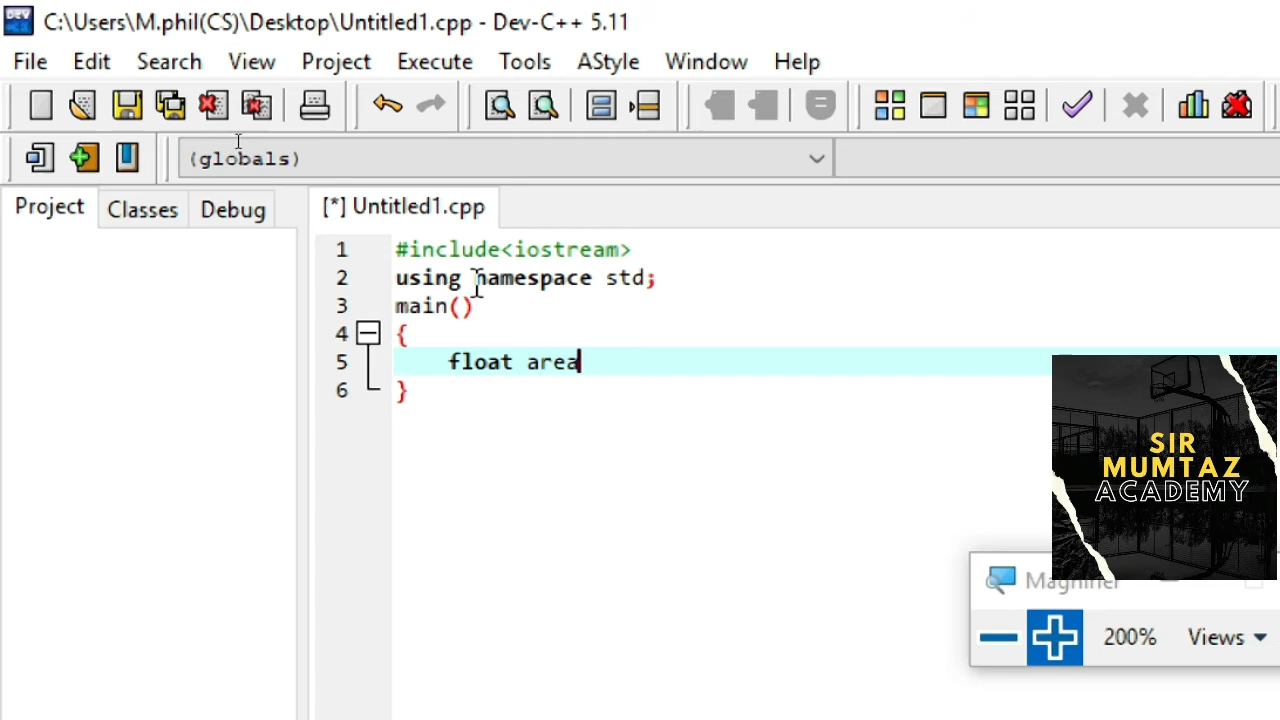 C:\Users\M.phil(CS)\Desktop\Untitled1.cpp - Dev-C++ 5.11
File Edit Search View Project Execute Tools AStyle Window Help
(globals)
Project Classes Debug
[*] Untitled1.cpp
1 #include<iostream>
2 using namespace std;
3 main()
4 {
5 float area
6 }
SIR
MUMTAZ
ACADEMY
Magnifier
200% Views